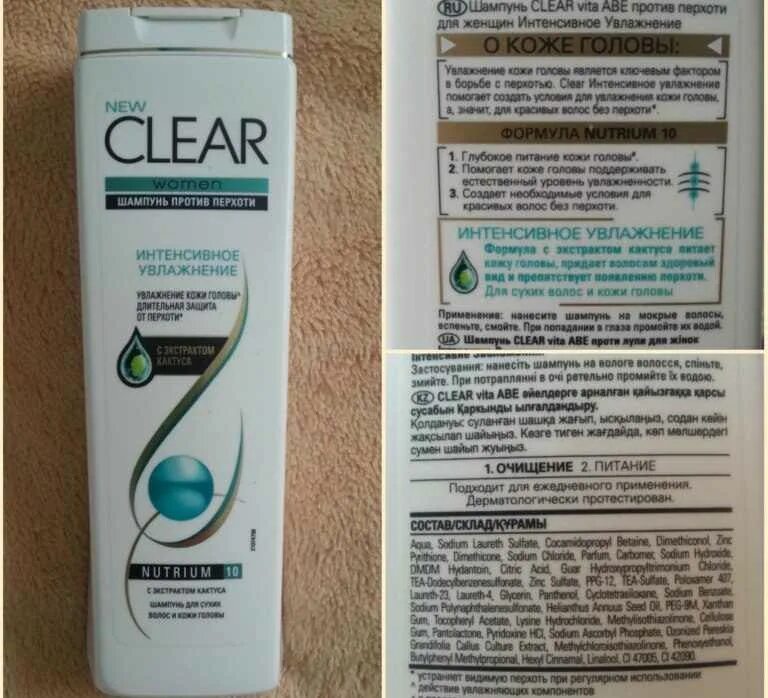 NEW
CLEAR
women
ШАМПУНЬ ПРОТИВ ПЕРХОТИ
ИНТЕНСИВНОЕ
УВЛАЖНЕНИЕ
УВЛАЖНЕНИЕ КОЖИ ГОЛОВЫ^
ДЛИТЕЛЬНАЯ ЗАЩИТА
ОТ ПЕРХОТИ*
С ЭКСТРАКТОМ
КАКТУСА
NUTRIUM 10
С ЭКСТРАКТОМ КАКТУСА
ШАМПУНЬ ДЛЯ СУХИХ
ВОЛОС И КОЖИ ГОЛОВЫ
RU Шампунь CLEAR vita ABE против перхоти
для женщин Интенсивное Увлажнение
О КОЖЕ ГОЛОВЫ:
Увлажнение кожи головы является ключевым фактором
в борьбе с перхотью. Clear Интенсивное увлажнение
помогает создать условия для увлажнения кожи головы,
а, значит, для красивых волос без перхоти*.
ФОРМУЛА NUTRIUM 10
1. Глубокое питание кожи головы^.
2. Помогает коже головы поддерживать
естественный уровень увлажненности.
3. Создает необходимые условия для
красивых волос без перхоти.
ИНТЕНСИВНОЕ УВЛАЖНЕНИЕ
Формула с экстрактом кактуса питает
кожу головы, придает волосам здоровый
вид и препятствует появлению перхоти.
Для сухих волос и кожи головы
Применение: нанесите шампунь на мокрые волосы,
вспеньте, смойте. При попадании в глаза промойте их водой.
UA Шампунь CLEAR vita ABE проти лупи для жінок
Інтенсивне Зволоження
Застосування: нанесіть шампунь на вологе волосся, спіньте,
змийте. При потраплянні в очі ретельно промийте їх водою.
KZ CLEAR vita ABE әйелдерге арналған қайызғаққа қарсы
сусабын Қарқынды ылғалдандыру.
Қолдануы: суланған шашқа жағып, ысқылаңыз, содан кейін
жақсылап шайыңыз. Көзге тиген жағдайда, көп мөлшердегі
сумен шайып жуыңыз.
1. ОЧИЩЕНИЕ 2. ПИТАНИЕ
Подходит для ежедневного применения.
Дерматологически протестирован.
СОСТАВ/СКЛАД/ҚҰРАМЫ
Aqua, Sodium Laureth Sulfate, Cocamidopropyl Betaine, Dimethiconol, Zinc
Pyrithione, Dimethicone, Sodium Chloride, Parfum, Carbomer, Sodium Hydroxide,
DMDM Hydantoin, Citric Acid, Guar Hydroxypropyltrimonium Chloride,
TEA-Dodecylbenzenesulfonate, Zinc Sulfate, PPG-12, TEA-Sulfate, Poloxamer 407,
Laureth-23, Laureth-4, Glycerin, Panthenol, Cyclotetrasiloxane, Sodium Benzoate,
Sodium Polynaphthalenesulfonate, Helianthus Annuus Seed Oil, PEG-9M, Xanthan
Gum, Tocopheryl Acetate, Lysine Hydrochloride, Methylisothiazolinone, Cellulose
Gum, Pantolactone, Pyridoxine HCl, Sodium Ascorbyl Phosphate, Ozonized Pereskia
Grandifolia Callus Culture Extract, Methylchloroisothiazolinone, Phenoxyethanol,
Butylphenyl Methylpropional, Hexyl Cinnamal, Linalool, CI 47005, CI 42090.
* устраняет видимую перхоть при регулярном использовании
^ действие увлажняющих компонентов